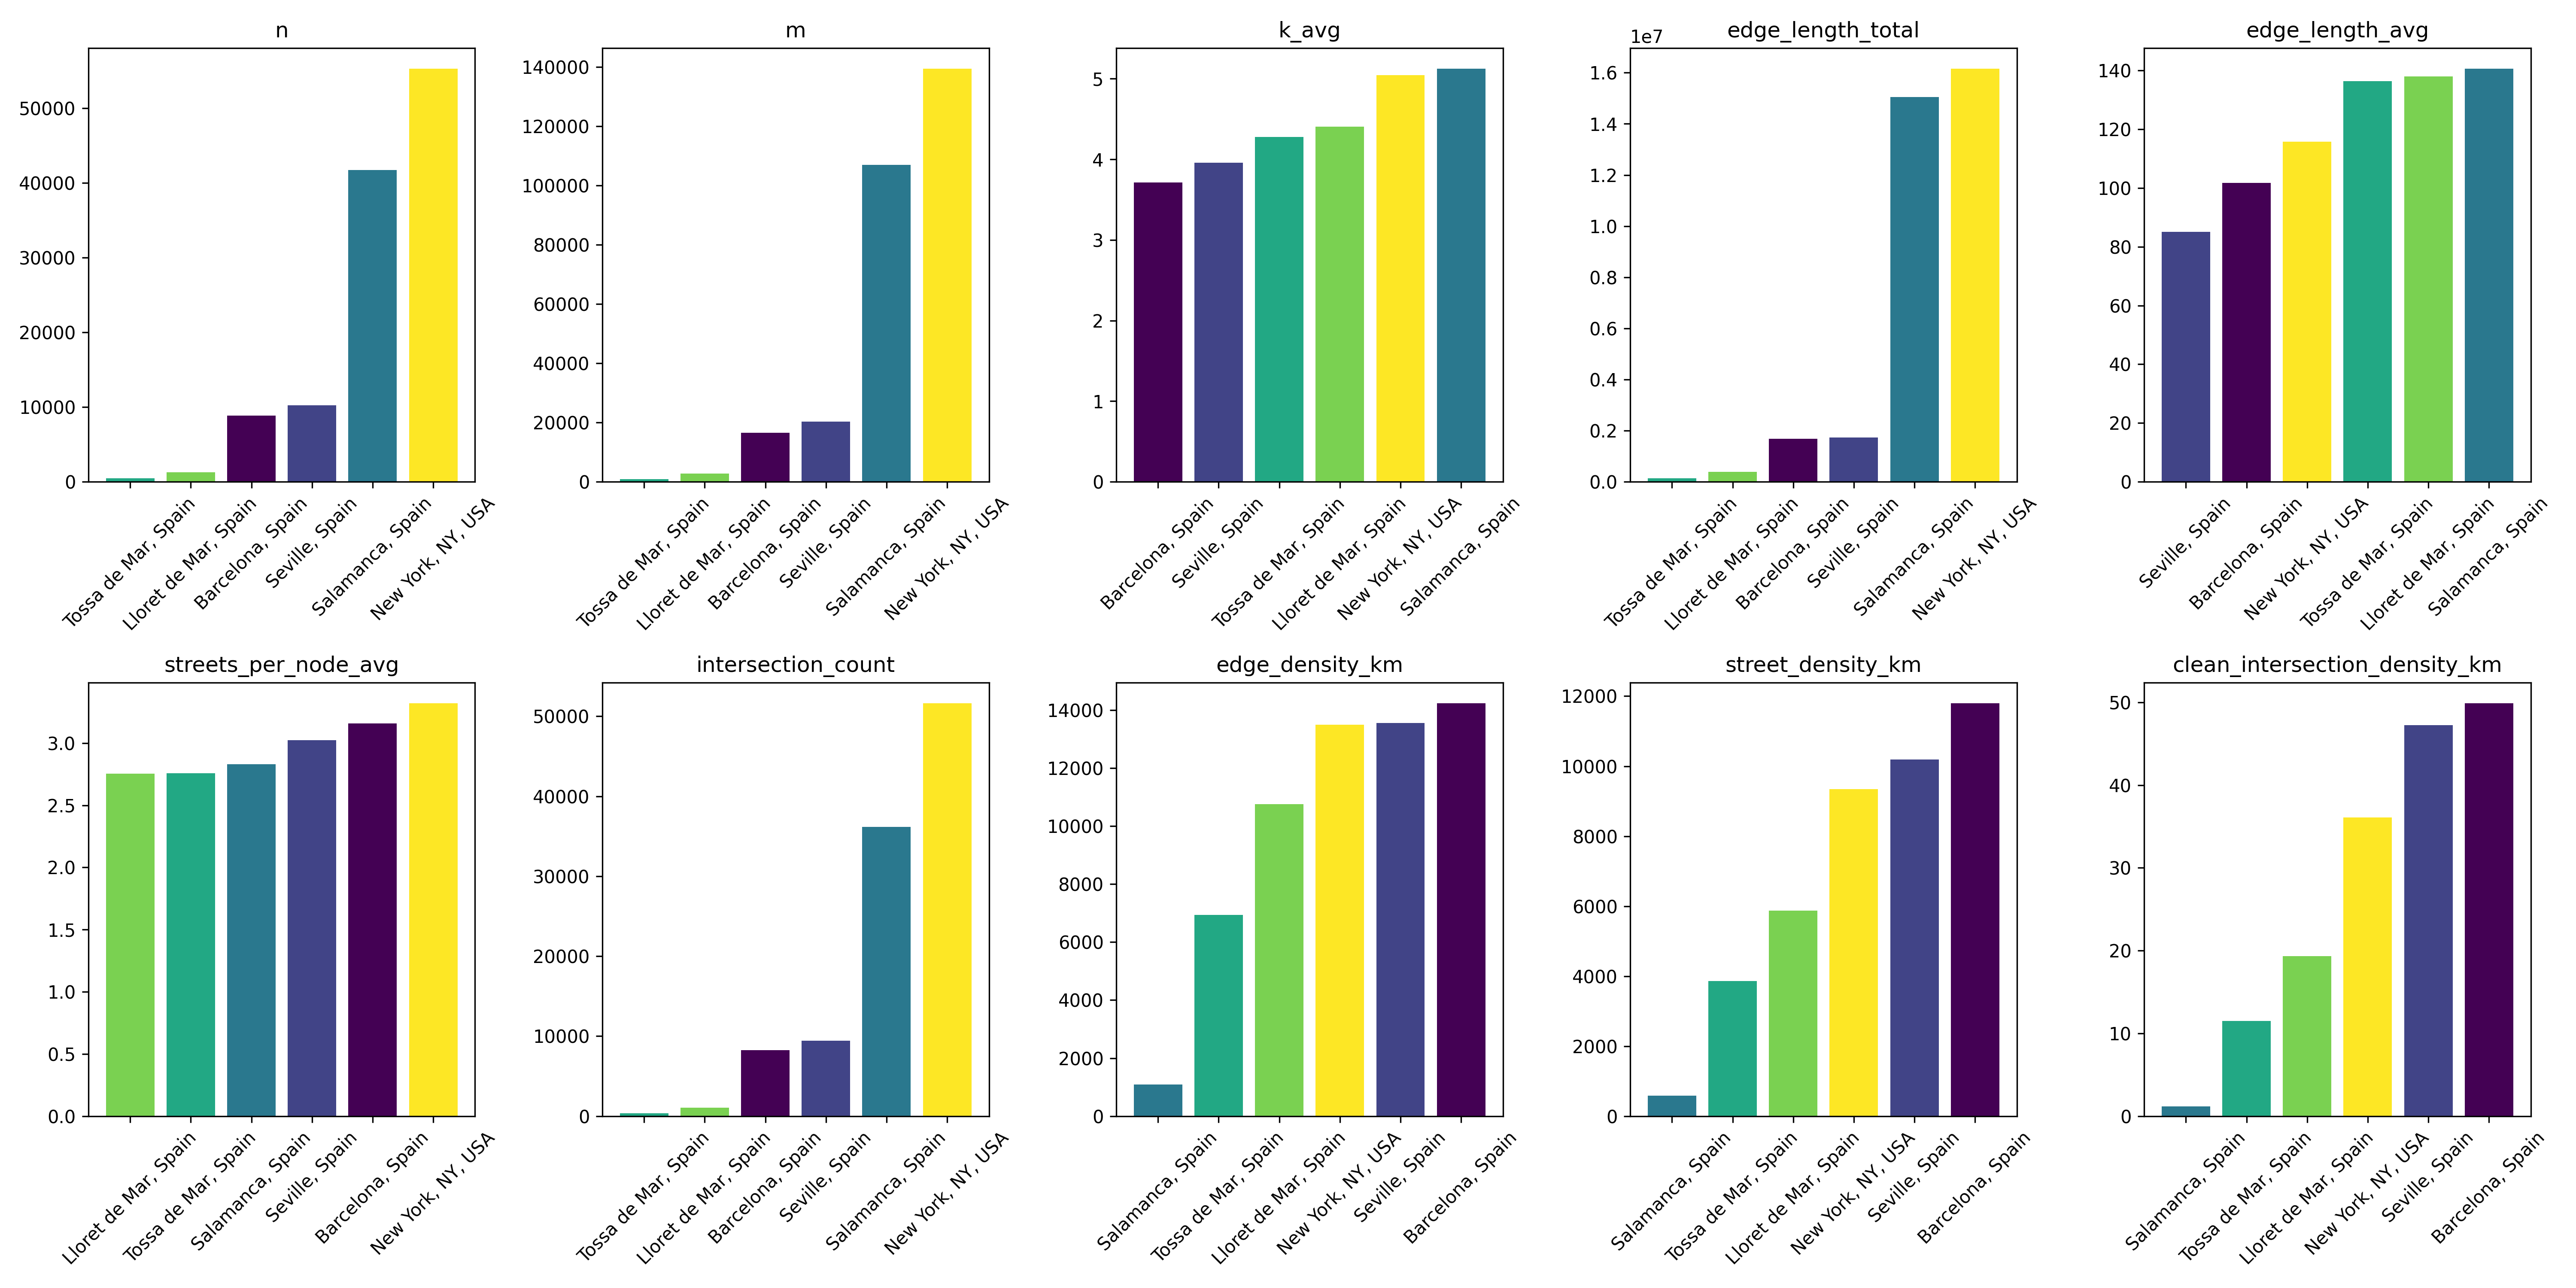 n
50000
40000
30000
20000
10000
0
Tossa de Mar, Spain
Lloret de Mar, Spain
Barcelona, Spain
Seville, Spain
Salamanca, Spain
New York, NY, USA
m
140000
120000
100000
80000
60000
40000
20000
0
Tossa de Mar, Spain
Lloret de Mar, Spain
Barcelona, Spain
Seville, Spain
Salamanca, Spain
New York, NY, USA
k_avg
5
4
3
2
1
0
Barcelona, Spain
Seville, Spain
Tossa de Mar, Spain
Lloret de Mar, Spain
New York, NY, USA
Salamanca, Spain
edge_length_total
1e7
1.6
1.4
1.2
1.0
0.8
0.6
0.4
0.2
0.0
Tossa de Mar, Spain
Lloret de Mar, Spain
Barcelona, Spain
Seville, Spain
Salamanca, Spain
New York, NY, USA
edge_length_avg
140
120
100
80
60
40
20
0
Seville, Spain
Barcelona, Spain
New York, NY, USA
Tossa de Mar, Spain
Lloret de Mar, Spain
Salamanca, Spain
streets_per_node_avg
3.0
2.5
2.0
1.5
1.0
0.5
0.0
Lloret de Mar, Spain
Tossa de Mar, Spain
Salamanca, Spain
Seville, Spain
Barcelona, Spain
New York, NY, USA
intersection_count
50000
40000
30000
20000
10000
0
Tossa de Mar, Spain
Lloret de Mar, Spain
Barcelona, Spain
Seville, Spain
Salamanca, Spain
New York, NY, USA
edge_density_km
14000
12000
10000
8000
6000
4000
2000
0
Salamanca, Spain
Tossa de Mar, Spain
Lloret de Mar, Spain
New York, NY, USA
Seville, Spain
Barcelona, Spain
street_density_km
12000
10000
8000
6000
4000
2000
0
Salamanca, Spain
Tossa de Mar, Spain
Lloret de Mar, Spain
New York, NY, USA
Seville, Spain
Barcelona, Spain
clean_intersection_density_km
50
40
30
20
10
0
Salamanca, Spain
Tossa de Mar, Spain
Lloret de Mar, Spain
New York, NY, USA
Seville, Spain
Barcelona, Spain